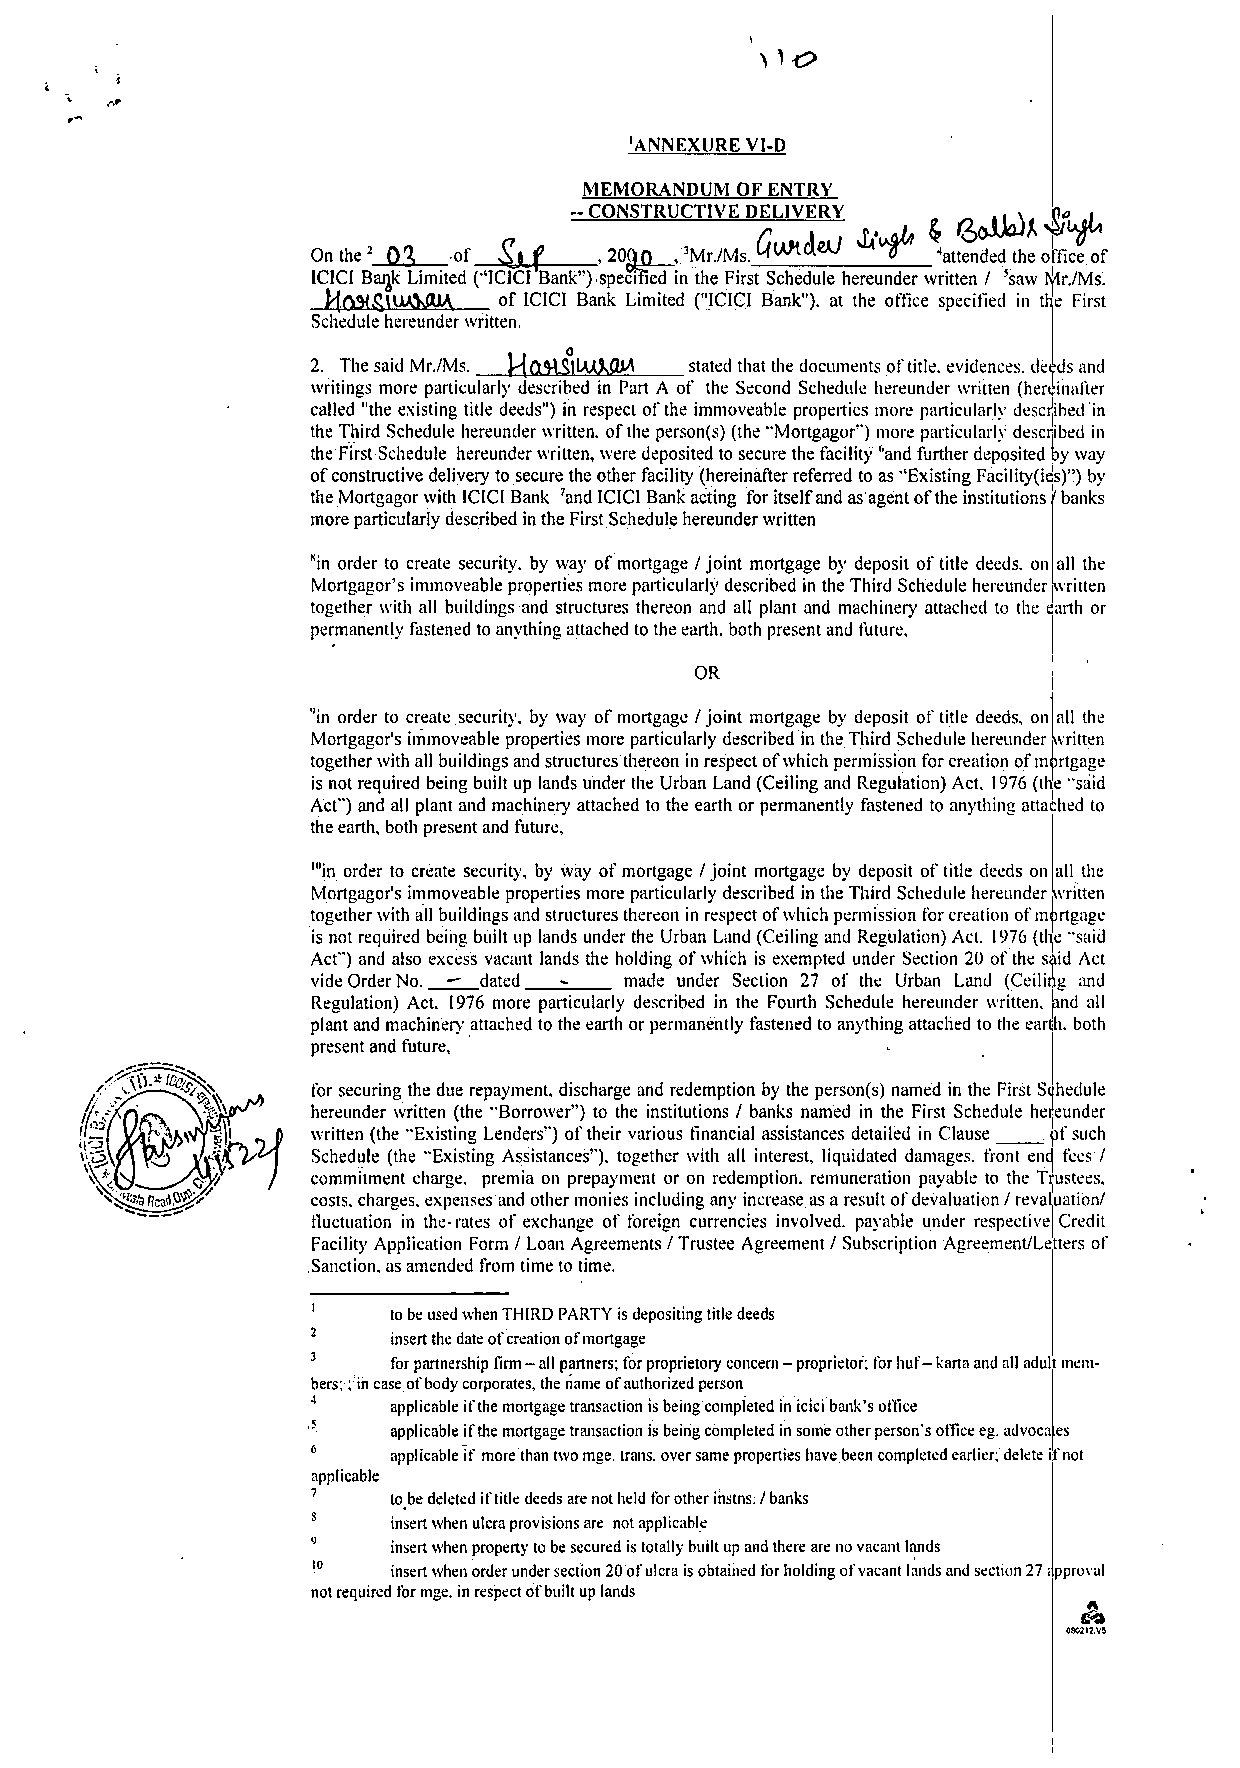 110
¹ANNEXURE VI-D
MEMORANDUM OF ENTRY
-- CONSTRUCTIVE DELIVERY
On the ² 03 of Sep, 2020, ³Mr./Ms. Gurdev Singh & Balbir Singh ⁴attended the office of
ICICI Bank Limited ("ICICI Bank") specified in the First Schedule hereunder written / ⁵saw Mr./Ms.
Harsimran of ICICI Bank Limited ("ICICI Bank"). at the office specified in the First
Schedule hereunder written.
2. The said Mr./Ms. Harsimran stated that the documents of title, evidences, deeds and
writings more particularly described in Part A of the Second Schedule hereunder written (hereinafter
called "the existing title deeds") in respect of the immoveable properties more particularly described in
the Third Schedule hereunder written, of the person(s) (the "Mortgagor") more particularly described in
the First Schedule hereunder written, were deposited to secure the facility ⁶and further deposited by way
of constructive delivery to secure the other facility (hereinafter referred to as "Existing Facility(ies)") by
the Mortgagor with ICICI Bank ⁷and ICICI Bank acting for itself and as agent of the institutions / banks
more particularly described in the First Schedule hereunder written
⁸in order to create security, by way of mortgage / joint mortgage by deposit of title deeds, on all the
Mortgagor's immoveable properties more particularly described in the Third Schedule hereunder written
together with all buildings and structures thereon and all plant and machinery attached to the earth or
permanently fastened to anything attached to the earth, both present and future,
OR
⁹in order to create security, by way of mortgage / joint mortgage by deposit of title deeds, on all the
Mortgagor's immoveable properties more particularly described in the Third Schedule hereunder written
together with all buildings and structures thereon in respect of which permission for creation of mortgage
is not required being built up lands under the Urban Land (Ceiling and Regulation) Act, 1976 (the "said
Act") and all plant and machinery attached to the earth or permanently fastened to anything attached to
the earth, both present and future,
¹⁰in order to create security, by way of mortgage / joint mortgage by deposit of title deeds on all the
Mortgagor's immoveable properties more particularly described in the Third Schedule hereunder written
together with all buildings and structures thereon in respect of which permission for creation of mortgage
is not required being built up lands under the Urban Land (Ceiling and Regulation) Act. 1976 (the "said
Act") and also excess vacant lands the holding of which is exempted under Section 20 of the said Act
vide Order No. - dated - made under Section 27 of the Urban Land (Ceiling and
Regulation) Act, 1976 more particularly described in the Fourth Schedule hereunder written, and all
plant and machinery attached to the earth or permanently fastened to anything attached to the earth, both
present and future,
for securing the due repayment, discharge and redemption by the person(s) named in the First Schedule
hereunder written (the "Borrower") to the institutions / banks named in the First Schedule hereunder
written (the "Existing Lenders") of their various financial assistances detailed in Clause ____ of such
Schedule (the "Existing Assistances"), together with all interest, liquidated damages, front end fees /
commitment charge, premia on prepayment or on redemption, remuneration payable to the Trustees,
costs, charges, expenses and other monies including any increase as a result of devaluation / revaluation/
fluctuation in the rates of exchange of foreign currencies involved, payable under respective Credit
Facility Application Form / Loan Agreements / Trustee Agreement / Subscription Agreement/Letters of
Sanction, as amended from time to time.
1 to be used when THIRD PARTY is depositing title deeds
2 insert the date of creation of mortgage
3 for partnership firm – all partners; for proprietory concern – proprietor; for huf – karta and all adult mem-
bers; ; in case of body corporates, the name of authorized person
4 applicable if the mortgage transaction is being completed in icici bank's office
5 applicable if the mortgage transaction is being completed in some other person's office eg. advocates
6 applicable if more than two mge. trans. over same properties have been completed earlier; delete if not
applicable
7 to be deleted if title deeds are not held for other instns. / banks
8 insert when ulcra provisions are not applicable
9 insert when property to be secured is totally built up and there are no vacant lands
10 insert when order under section 20 of ulcra is obtained for holding of vacant lands and section 27 approval
not required for mge. in respect of built up lands
080212.V5